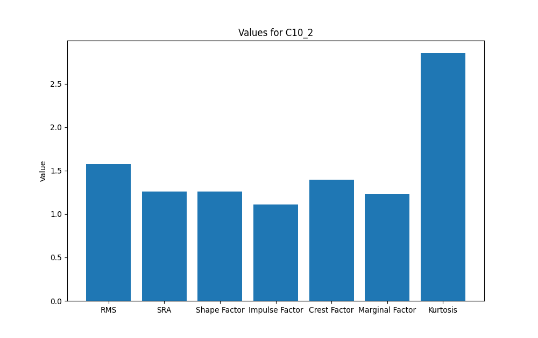 Values for C10_2
Value
2.5
2.0
1.5
1.0
0.5
0.0
RMS SRA Shape Factor Impulse Factor Crest Factor Marginal Factor Kurtosis